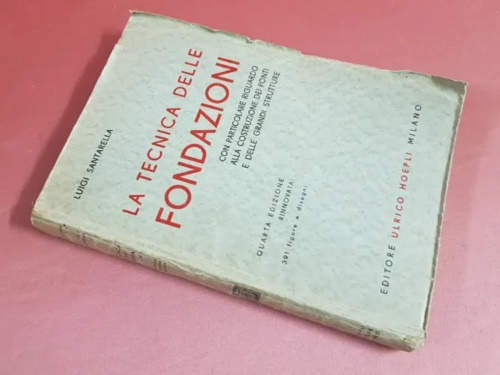 LUIGI SANTARELLA
LA TECNICA DELLE
FONDAZIONI
CON PARTICOLARE RIGUARDO
ALLA COSTRUZIONE DEI PONTI
E DELLE GRANDI STRUTTURE
QUARTA EDIZIONE
RINNOVATA
391 figure e disegni
EDITORE ULRICO HOEPLI MILANO